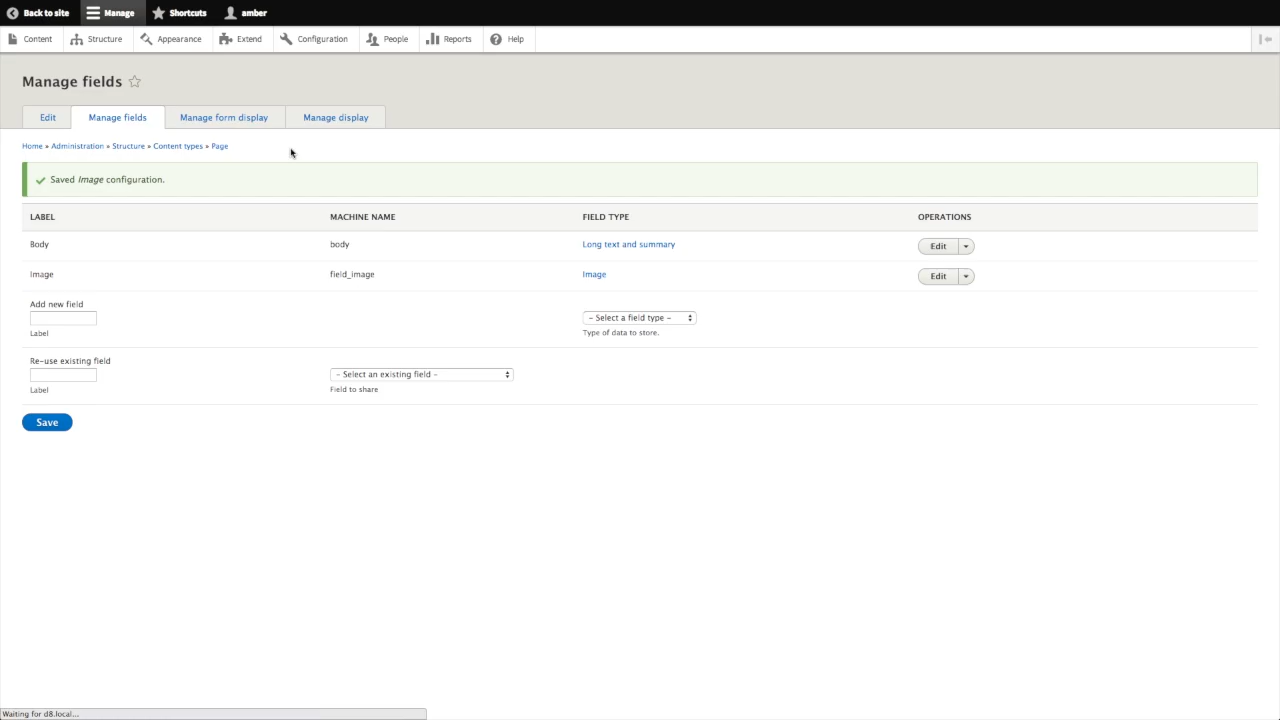 Back to site Manage Shortcuts amber
Content Structure Appearance Extend Configuration People Reports Help
Manage fields
Edit Manage fields Manage form display Manage display
Home » Administration » Structure » Content types » Page
Saved Image configuration.
LABEL MACHINE NAME FIELD TYPE OPERATIONS
Body body Long text and summary Edit
Image field_image Image Edit
Add new field
- Select a field type -
Label Type of data to store.
Re-use existing field
- Select an existing field -
Label Field to share
Save
Waiting for d8.local...